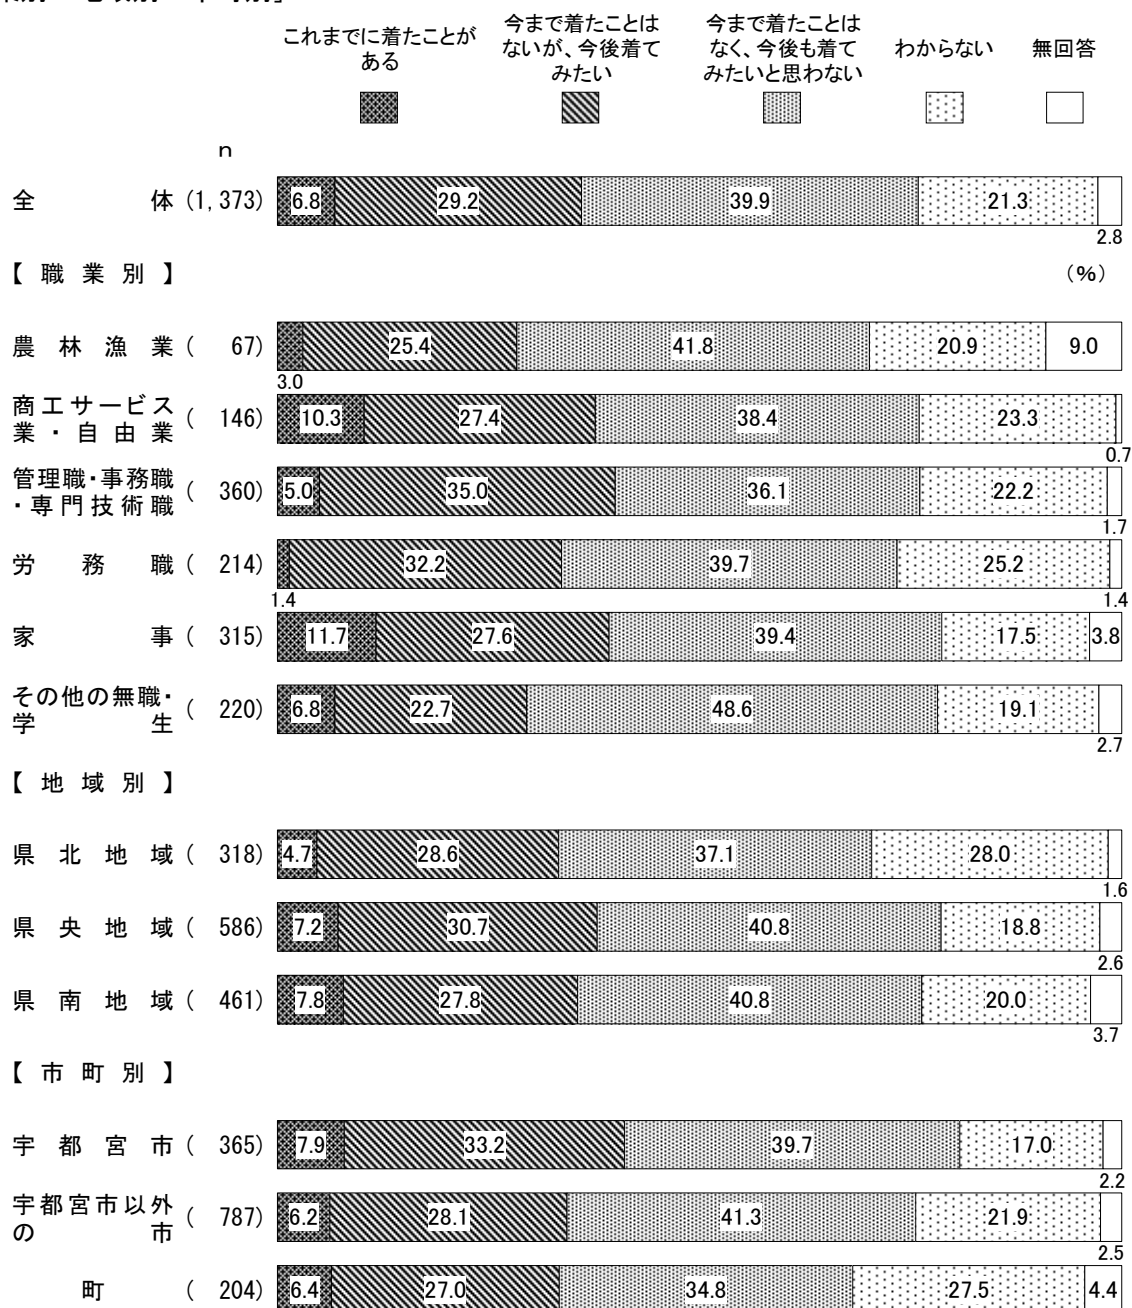 これまでに着たことが
ある
今まで着たことは
ないが、今後着て
みたい
今まで着たことは
なく、今後も着て
みたいと思わない
わからない
無回答
n
全体 (1,373) 6.8 29.2 39.9 21.3
2.8
【職業別】 (%)
農林漁業 ( 67) 25.4 41.8 20.9 9.0
3.0
商工サービス
業・自由業 ( 146) 10.3 27.4 38.4 23.3
0.7
管理職・事務職
・専門技術職 ( 360) 5.0 35.0 36.1 22.2
1.7
労務職 ( 214) 32.2 39.7 25.2
1.4 1.4
家事 ( 315) 11.7 27.6 39.4 17.5 3.8
その他の無職・
学生 ( 220) 6.8 22.7 48.6 19.1
2.7
【地域別】
県北地域 ( 318) 4.7 28.6 37.1 28.0
1.6
県央地域 ( 586) 7.2 30.7 40.8 18.8
2.6
県南地域 ( 461) 7.8 27.8 40.8 20.0
3.7
【市町別】
宇都宮市 ( 365) 7.9 33.2 39.7 17.0
2.2
宇都宮市以外
の市 ( 787) 6.2 28.1 41.3 21.9
2.5
町 ( 204) 6.4 27.0 34.8 27.5 4.4